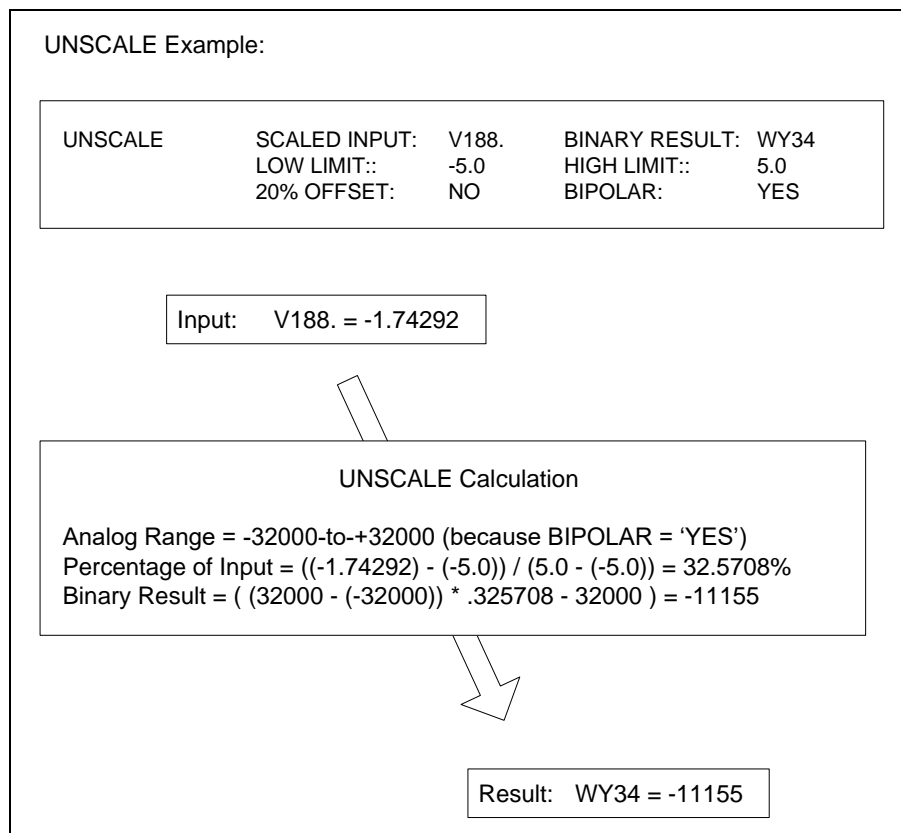 UNSCALE Example:
UNSCALE SCALED INPUT: V188. BINARY RESULT: WY34
LOW LIMIT:: -5.0 HIGH LIMIT:: 5.0
20% OFFSET: NO BIPOLAR: YES
Input: V188. = -1.74292
UNSCALE Calculation
Analog Range = -32000-to-+32000 (because BIPOLAR = ‘YES’)
Percentage of Input = ((-1.74292) - (-5.0)) / (5.0 - (-5.0)) = 32.5708%
Binary Result = ( (32000 - (-32000)) * .325708 - 32000 ) = -11155
Result: WY34 = -11155